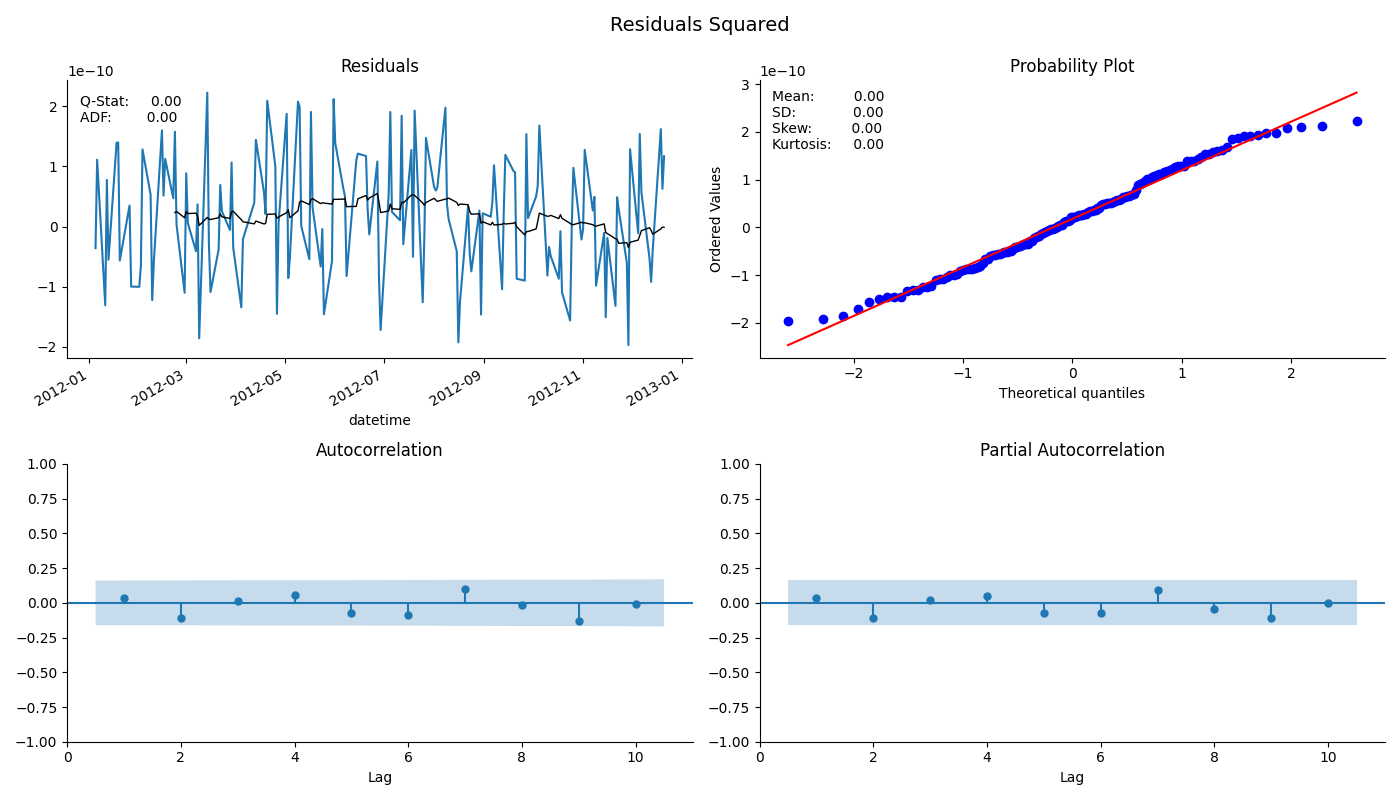 Residuals Squared
Residuals
1e−10
Q-Stat: 0.00
ADF: 0.00
2
1
0
−1
−2
2012-01
2012-03
2012-05
2012-07
2012-09
2012-11
2013-01
datetime
Probability Plot
1e−10
Mean: 0.00
SD: 0.00
Skew: 0.00
Kurtosis: 0.00
Ordered Values
3
2
1
0
−1
−2
−2 −1 0 1 2
Theoretical quantiles
Autocorrelation
1.00
0.75
0.50
0.25
0.00
−0.25
−0.50
−0.75
−1.00
0 2 4 6 8 10
Lag
Partial Autocorrelation
1.00
0.75
0.50
0.25
0.00
−0.25
−0.50
−0.75
−1.00
0 2 4 6 8 10
Lag